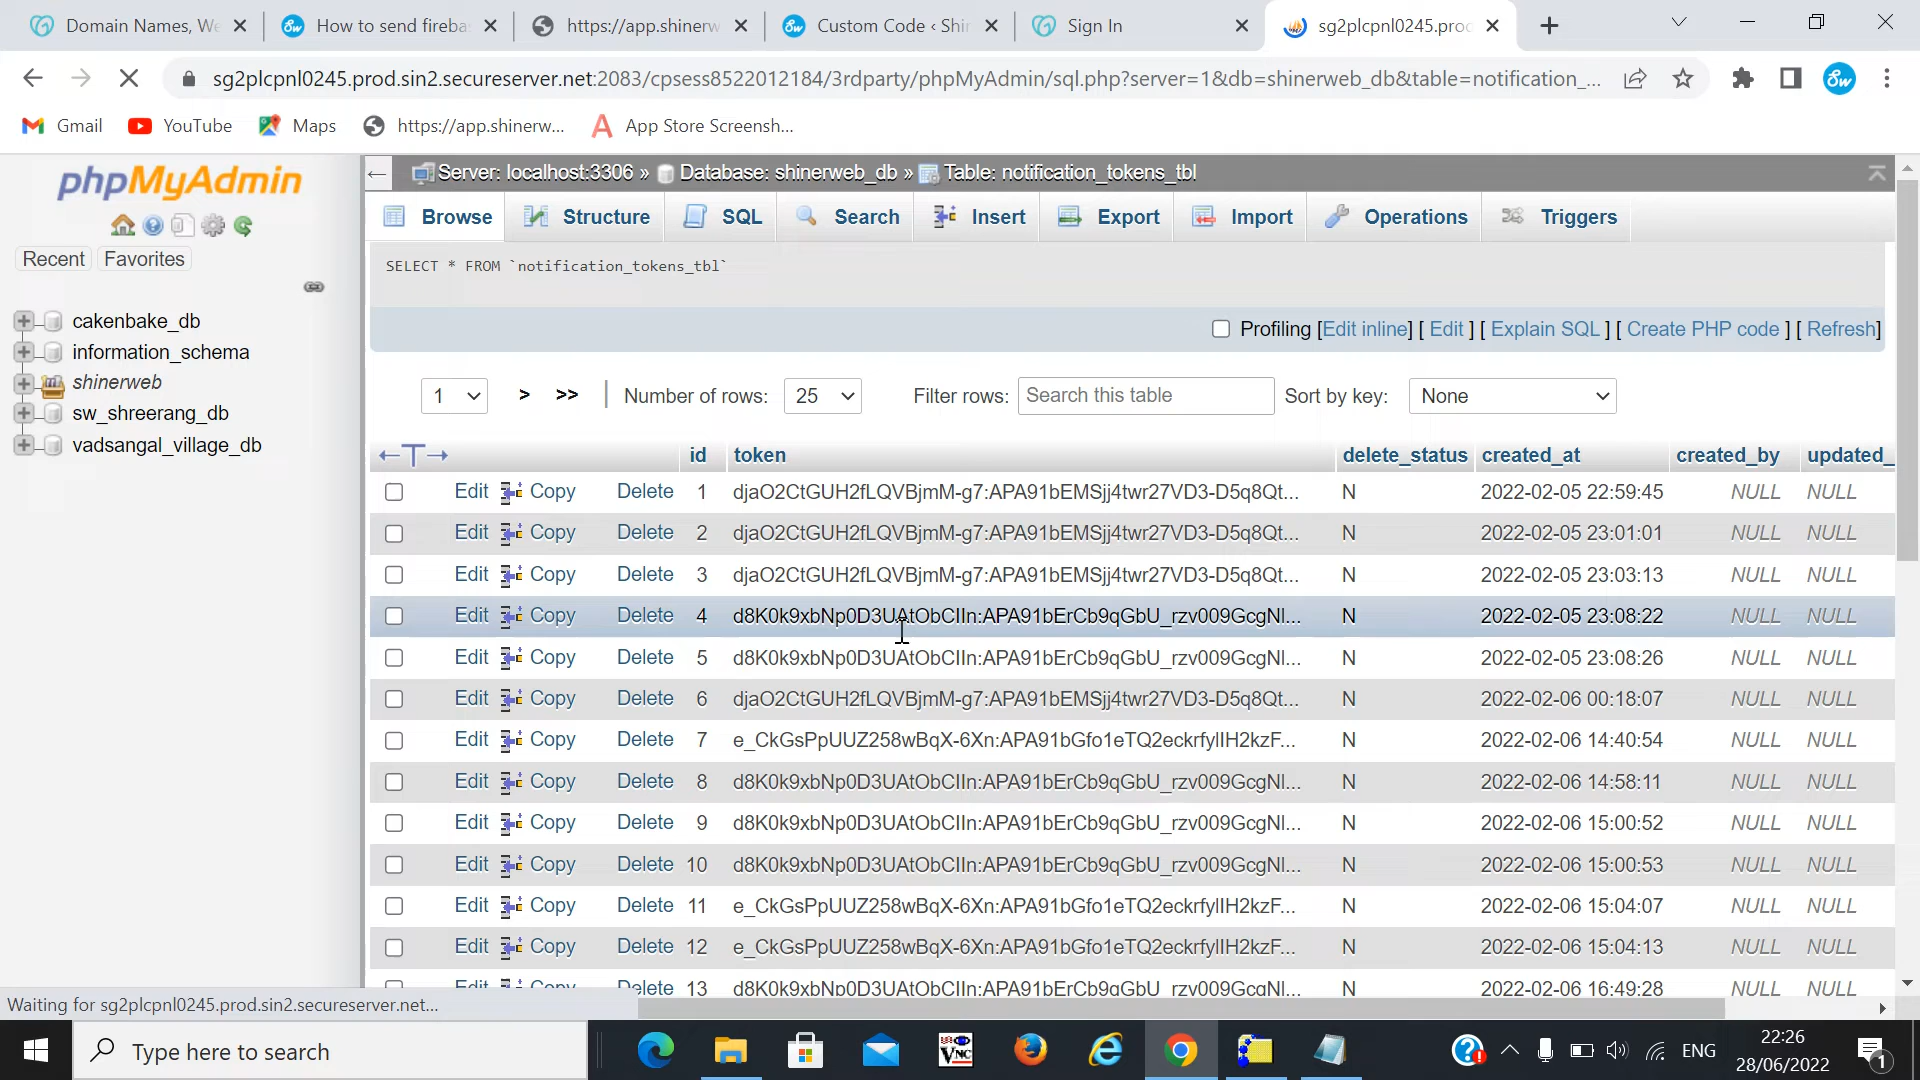 Domain Names, We
How to send fireba
https://app.shinerw
Custom Code ‹ Shi
Sign In
sg2plcpnl0245.proc
sg2plcpnl0245.prod.sin2.secureserver.net:2083/cpsess8522012184/3rdparty/phpMyAdmin/sql.php?server=1&db=shinerweb_db&table=notification_...
Gmail
YouTube
Maps
https://app.shinerw...
App Store Screensh...
phpMyAdmin
Recent
Favorites
cakenbake_db
information_schema
shinerweb
sw_shreerang_db
vadsangal_village_db
Server: localhost:3306 » Database: shinerweb_db » Table: notification_tokens_tbl
Browse Structure SQL Search Insert Export Import Operations Triggers
SELECT * FROM `notification_tokens_tbl`
Profiling [Edit inline] [ Edit ] [ Explain SQL ] [ Create PHP code ] [ Refresh]
1 > >> Number of rows: 25 Filter rows: Search this table Sort by key: None
←T→ id token delete_status created_at created_by updated_
Edit Copy Delete 1 djaO2CtGUH2fLQVBjmM-g7:APA91bEMSjj4twr27VD3-D5q8Qt... N 2022-02-05 22:59:45 NULL NULL
Edit Copy Delete 2 djaO2CtGUH2fLQVBjmM-g7:APA91bEMSjj4twr27VD3-D5q8Qt... N 2022-02-05 23:01:01 NULL NULL
Edit Copy Delete 3 djaO2CtGUH2fLQVBjmM-g7:APA91bEMSjj4twr27VD3-D5q8Qt... N 2022-02-05 23:03:13 NULL NULL
Edit Copy Delete 4 d8K0k9xbNp0D3UAtObCIIn:APA91bErCb9qGbU_rzv009GcgNl... N 2022-02-05 23:08:22 NULL NULL
Edit Copy Delete 5 d8K0k9xbNp0D3UAtObCIIn:APA91bErCb9qGbU_rzv009GcgNl... N 2022-02-05 23:08:26 NULL NULL
Edit Copy Delete 6 djaO2CtGUH2fLQVBjmM-g7:APA91bEMSjj4twr27VD3-D5q8Qt... N 2022-02-06 00:18:07 NULL NULL
Edit Copy Delete 7 e_CkGsPpUUZ258wBqX-6Xn:APA91bGfo1eTQ2eckrfylIH2kzF... N 2022-02-06 14:40:54 NULL NULL
Edit Copy Delete 8 d8K0k9xbNp0D3UAtObCIIn:APA91bErCb9qGbU_rzv009GcgNl... N 2022-02-06 14:58:11 NULL NULL
Edit Copy Delete 9 d8K0k9xbNp0D3UAtObCIIn:APA91bErCb9qGbU_rzv009GcgNl... N 2022-02-06 15:00:52 NULL NULL
Edit Copy Delete 10 d8K0k9xbNp0D3UAtObCIIn:APA91bErCb9qGbU_rzv009GcgNl... N 2022-02-06 15:00:53 NULL NULL
Edit Copy Delete 11 e_CkGsPpUUZ258wBqX-6Xn:APA91bGfo1eTQ2eckrfylIH2kzF... N 2022-02-06 15:04:07 NULL NULL
Edit Copy Delete 12 e_CkGsPpUUZ258wBqX-6Xn:APA91bGfo1eTQ2eckrfylIH2kzF... N 2022-02-06 15:04:13 NULL NULL
Edit Copy Delete 13 d8K0k9xbNp0D3UAtObCIIn:APA91bErCb9qGbU_rzv009GcgNl... N 2022-02-06 16:49:28 NULL NULL
Waiting for sg2plcpnl0245.prod.sin2.secureserver.net...
Type here to search
ENG
22:26
28/06/2022
1